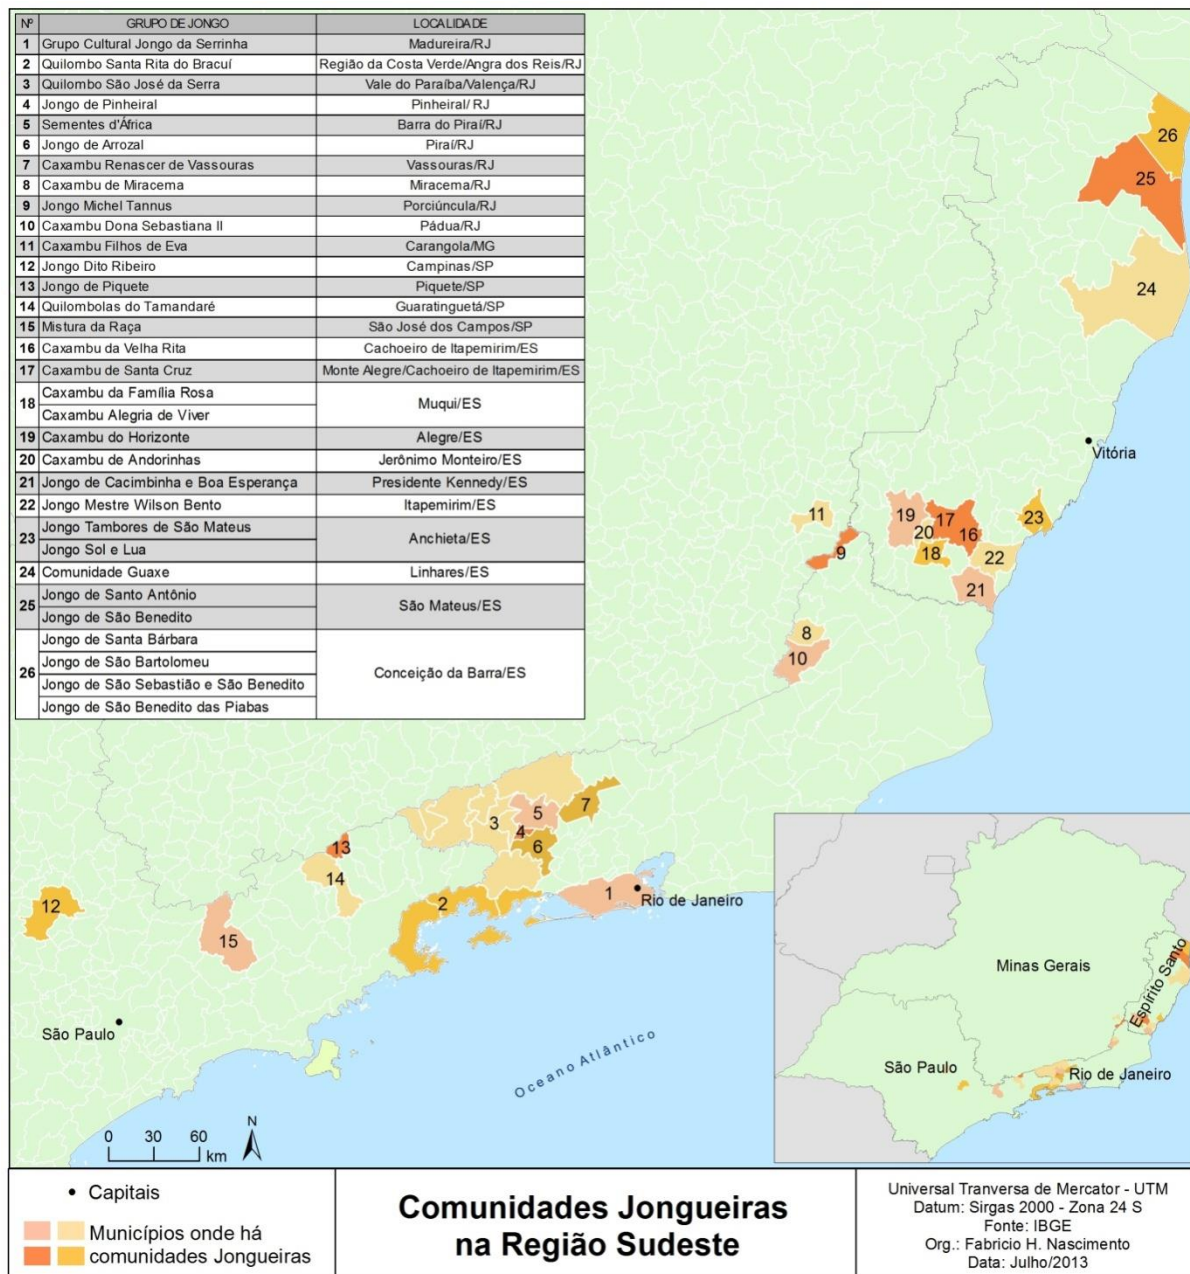 Nº GRUPO DE JONGO LOCALIDADE
1 Grupo Cultural Jongo da Serrinha Madureira/RJ
2 Quilombo Santa Rita do Bracuí Região da Costa Verde/Angra dos Reis/RJ
3 Quilombo São José da Serra Vale do Paraíba/Valença/RJ
4 Jongo de Pinheiral Pinheiral/ RJ
5 Sementes d'África Barra do Piraí/RJ
6 Jongo de Arrozal Piraí/RJ
7 Caxambu Renascer de Vassouras Vassouras/RJ
8 Caxambu de Miracema Miracema/RJ
9 Jongo Michel Tannus Porciúncula/RJ
10 Caxambu Dona Sebastiana II Pádua/RJ
11 Caxambu Filhos de Eva Carangola/MG
12 Jongo Dito Ribeiro Campinas/SP
13 Jongo de Piquete Piquete/SP
14 Quilombolas do Tamandaré Guaratinguetá/SP
15 Mistura da Raça São José dos Campos/SP
16 Caxambu da Velha Rita Cachoeiro de Itapemirim/ES
17 Caxambu de Santa Cruz Monte Alegre/Cachoeiro de Itapemirim/ES
18 Caxambu da Família Rosa Muqui/ES
Caxambu Alegria de Viver
19 Caxambu do Horizonte Alegre/ES
20 Caxambu de Andorinhas Jerônimo Monteiro/ES
21 Jongo de Cacimbinha e Boa Esperança Presidente Kennedy/ES
22 Jongo Mestre Wilson Bento Itapemirim/ES
23 Jongo Tambores de São Mateus Anchieta/ES
Jongo Sol e Lua
24 Comunidade Guaxe Linhares/ES
25 Jongo de Santo Antônio São Mateus/ES
Jongo de São Benedito
26 Jongo de Santa Bárbara Conceição da Barra/ES
Jongo de São Bartolomeu
Jongo de São Sebastião e São Benedito
Jongo de São Benedito das Piabas
26
25
24
Vitória
23
19
17
20
16
18
22
21
11
9
8
10
7
5
3
4
6
13
14
2
1
Rio de Janeiro
12
15
São Paulo
Oceano Atlântico
0 30 60
km
N
Minas Gerais
Espírito Santo
São Paulo
Rio de Janeiro
Capitais
Municípios onde há
comunidades Jongueiras
Comunidades Jongueiras
na Região Sudeste
Universal Tranversa de Mercator - UTM
Datum: Sirgas 2000 - Zona 24 S
Fonte: IBGE
Org.: Fabricio H. Nascimento
Data: Julho/2013